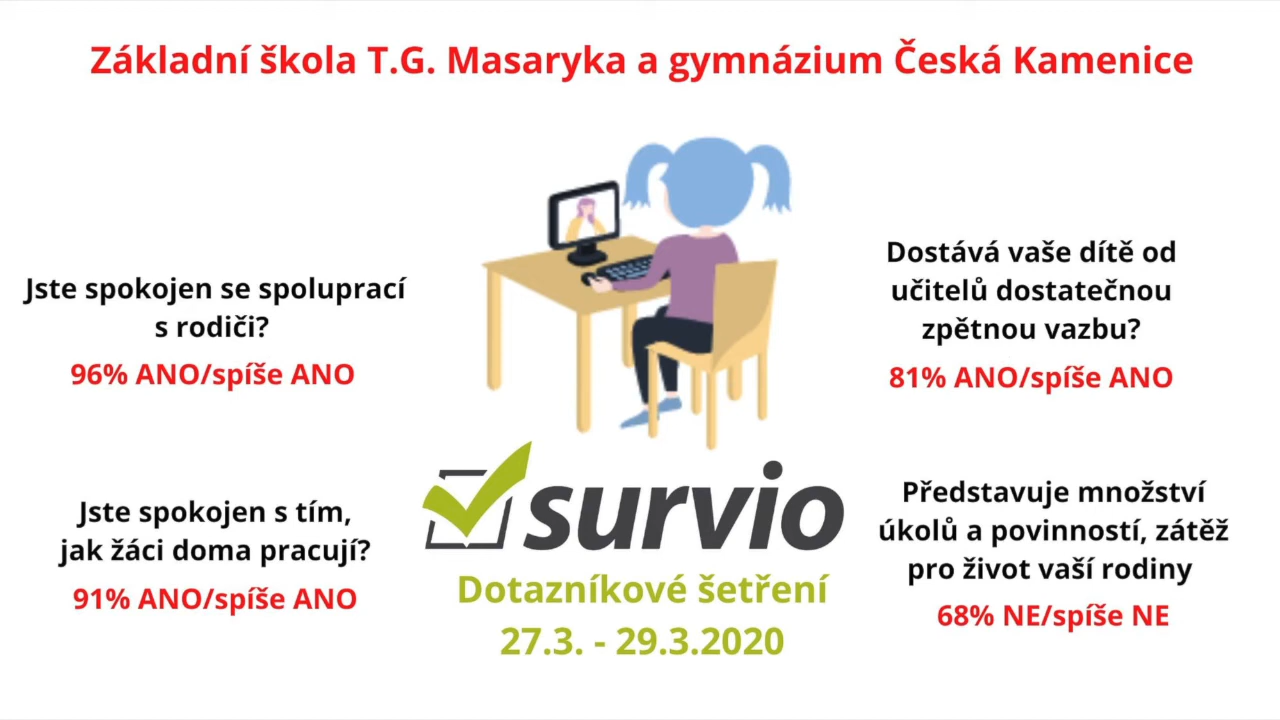 Základní škola T.G. Masaryka a gymnázium Česká Kamenice
Jste spokojen se spoluprací
s rodiči?
96% ANO/spíše ANO
Jste spokojen s tím,
jak žáci doma pracují?
91% ANO/spíše ANO
Dostává vaše dítě od
učitelů dostatečnou
zpětnou vazbu?
81% ANO/spíše ANO
Představuje množství
úkolů a povinností, zátěž
pro život vaší rodiny
68% NE/spíše NE
survio
Dotazníkové šetření
27.3. - 29.3.2020